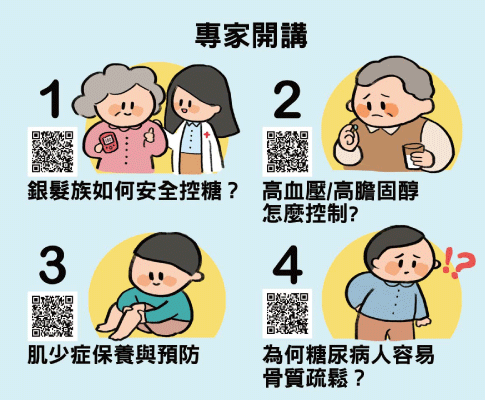 專家開講
1
銀髮族如何安全控糖？
2
高血壓/高膽固醇
怎麼控制?
3
肌少症保養與預防
4
!?
為何糖尿病人容易
骨質疏鬆？